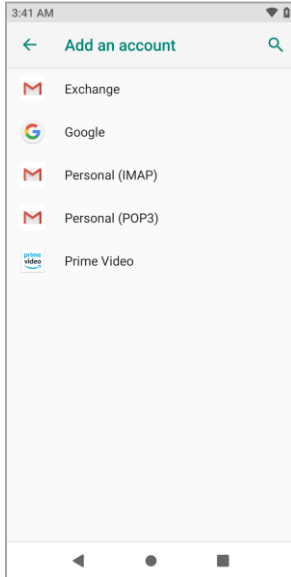 3:41 AM
Add an account
Exchange
Google
Personal (IMAP)
Personal (POP3)
prime
video
Prime Video